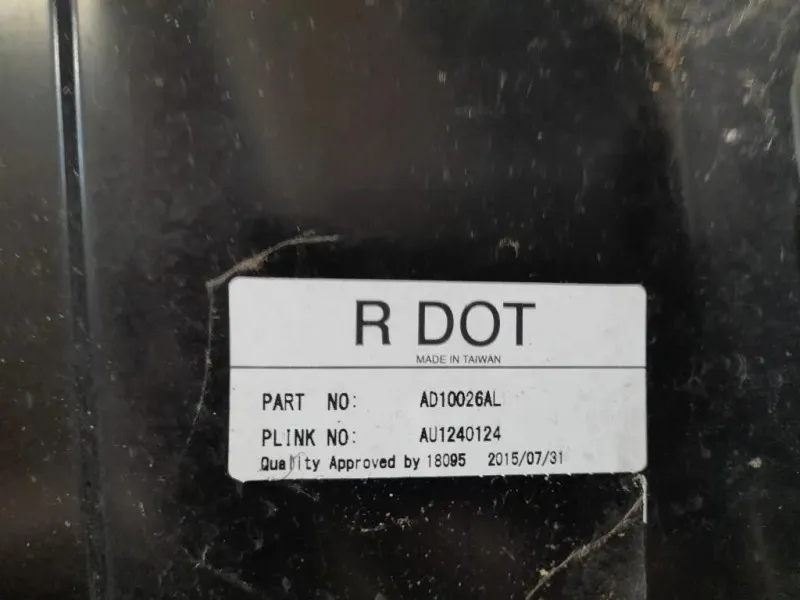 R DOT
MADE IN TAIWAN
PART NO: AD10026AL
PLINK NO: AU1240124
Quality Approved by 18095 2015/07/31